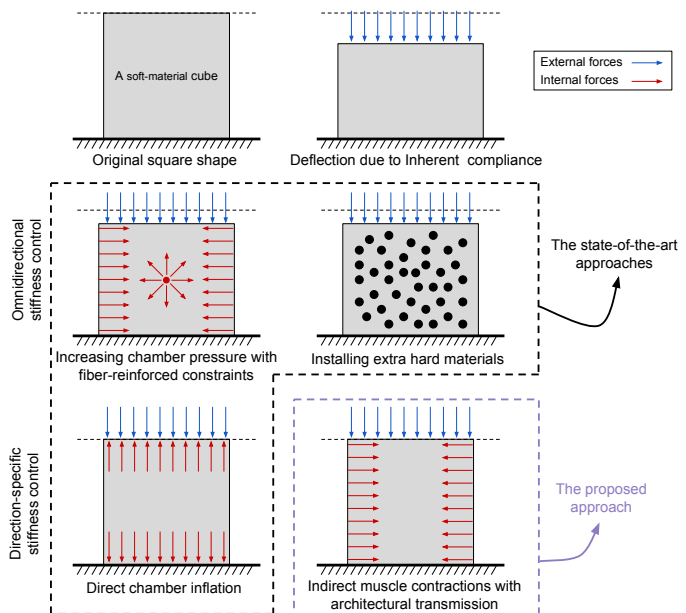 A soft-material cube
External forces
Internal forces
Original square shape
Deflection due to Inherent compliance
Omnidirectional
stiffness control
The state-of-the-art
approaches
Increasing chamber pressure with
fiber-reinforced constraints
Installing extra hard materials
Direction-specific
stiffness control
The proposed
approach
Direct chamber inflation
Indirect muscle contractions with
architectural transmission